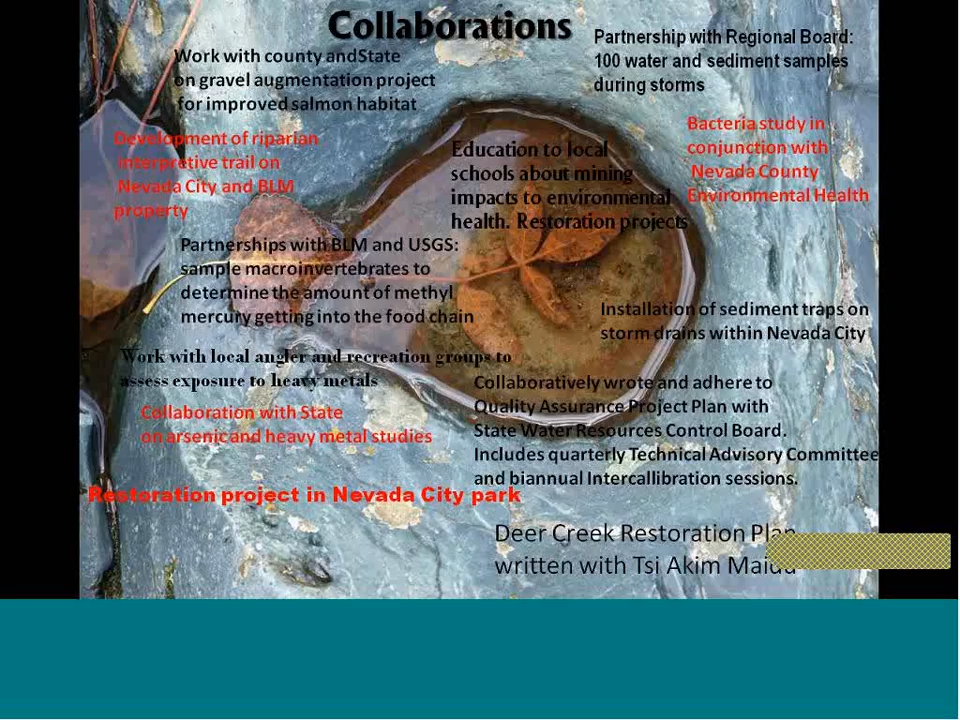 Collaborations
Work with county andState
on gravel augmentation project
for improved salmon habitat
Partnership with Regional Board:
100 water and sediment samples
during storms
Development of riparian
interpretive trail on
Nevada City and BLM
property
Education to local
schools about mining
impacts to environmental
health. Restoration projects
Bacteria study in
conjunction with
Nevada County
Environmental Health
Partnerships with BLM and USGS:
sample macroinvertebrates to
determine the amount of methyl
mercury getting into the food chain
Installation of sediment traps on
storm drains within Nevada City
Work with local angler and recreation groups to
assess exposure to heavy metals
Collaboration with State
on arsenic and heavy metal studies
Collaboratively wrote and adhere to
Quality Assurance Project Plan with
State Water Resources Control Board.
Includes quarterly Technical Advisory Committee
and biannual Intercallibration sessions.
Restoration project in Nevada City park
Deer Creek Restoration Plan
written with Tsi Akim Maidu